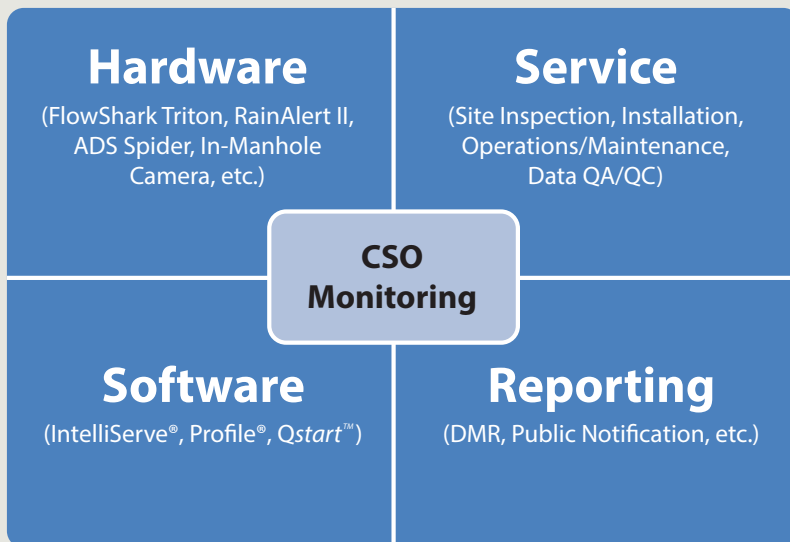 Hardware
(FlowShark Triton, RainAlert II,
ADS Spider, In-Manhole
Camera, etc.)
Service
(Site Inspection, Installation,
Operations/Maintenance,
Data QA/QC)
CSO
Monitoring
Software
(IntelliServe®, Profile®, Qstart™)
Reporting
(DMR, Public Notification, etc.)